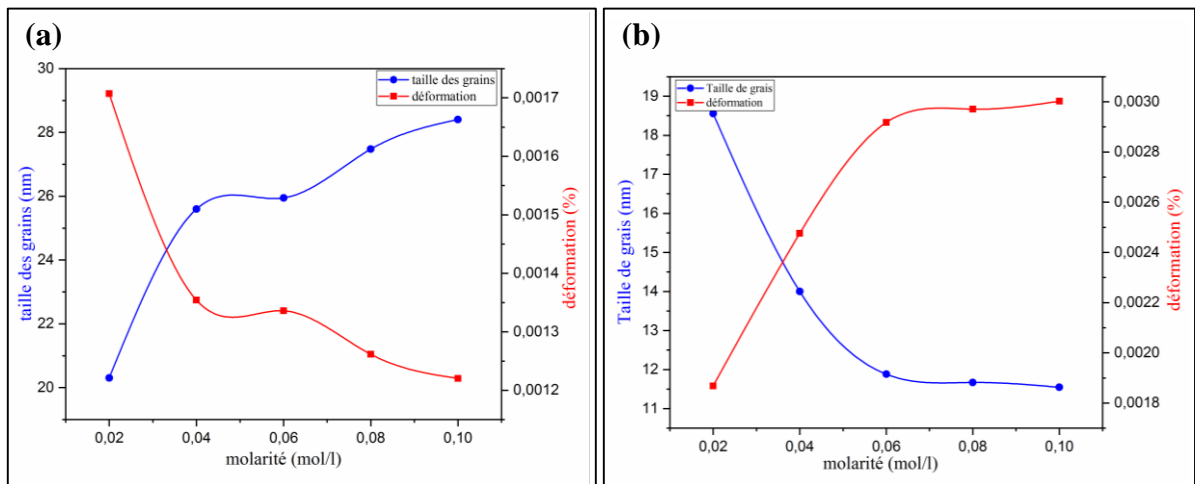 (a)
taille des grains
déformation
30
28
26
24
22
20
taille des grains (nm)
0,0017
0,0016
0,0015
0,0014
0,0013
0,0012
déformation (%)
0,02 0,04 0,06 0,08 0,10
molarité (mol/l)
(b)
Taille de grais
déformation
19
18
17
16
15
14
13
12
11
Taille de grais (nm)
0,0030
0,0028
0,0026
0,0024
0,0022
0,0020
0,0018
déformation (%)
0,02 0,04 0,06 0,08 0,10
molarité (mol/l)